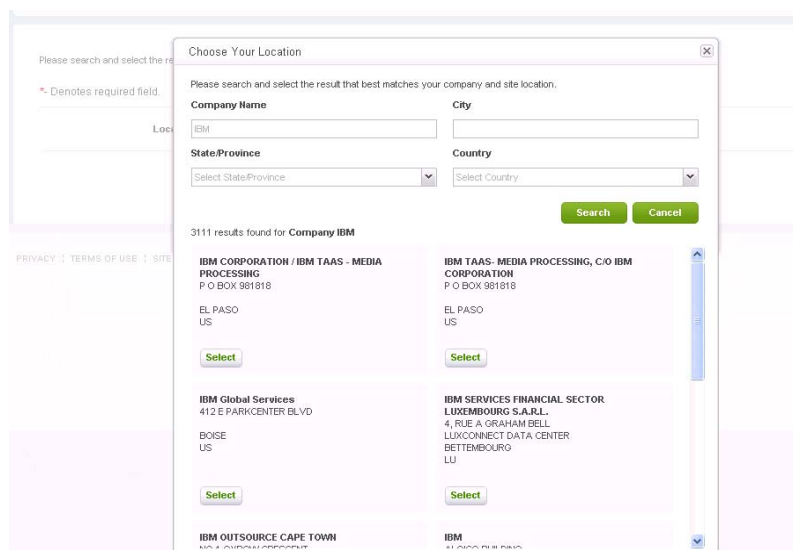 Choose Your Location
Please search and select the re
Please search and select the result that best matches your company and site location.
*- Denotes required field.
Company Name
City
IBM
Loca
State/Province
Country
Select State/Province
Select Country
Search
Cancel
3111 results found for Company IBM
PRIVACY : TERMS OF USE : SITE
IBM CORPORATION / IBM TAAS - MEDIA
PROCESSING
P O BOX 981818
EL PASO
US
Select
IBM TAAS- MEDIA PROCESSING, C/O IBM
CORPORATION
P O BOX 981818
EL PASO
US
Select
IBM Global Services
412 E PARKCENTER BLVD
BOISE
US
Select
IBM SERVICES FINANCIAL SECTOR
LUXEMBOURG S.A.R.L.
4, RUE A GRAHAM BELL
LUXCONNECT DATA CENTER
BETTEMBOURG
LU
Select
IBM OUTSOURCE CAPE TOWN
IBM